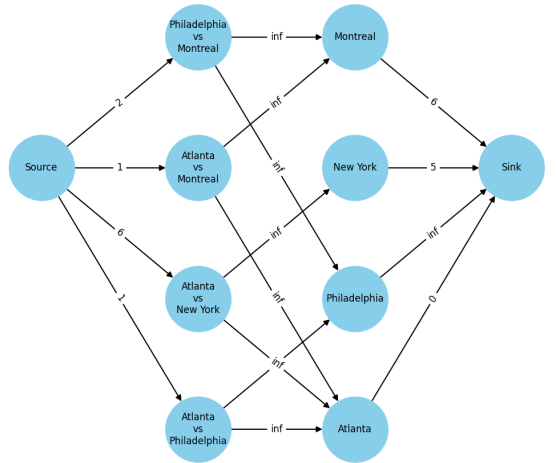 Philadelphia
vs
Montreal
inf
Montreal
2
inf
6
Source
1
Atlanta
vs
Montreal
inf
New York
5
Sink
6
inf
inf
Atlanta
vs
New York
1
inf
Philadelphia
0
inf
Atlanta
vs
Philadelphia
inf
Atlanta